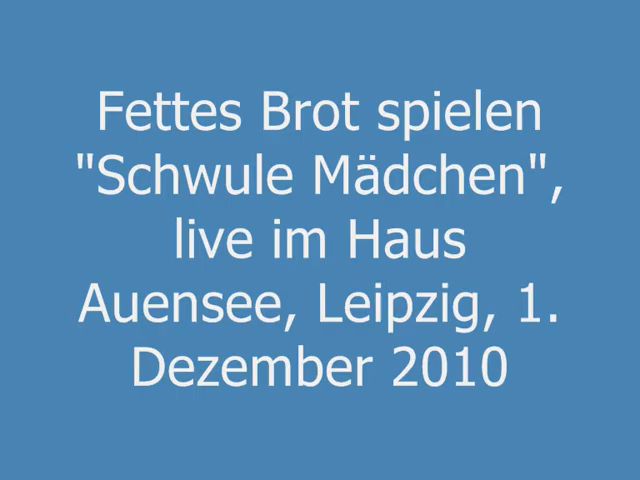 Fettes Brot spielen
"Schwule Mädchen",
live im Haus
Auensee, Leipzig, 1.
Dezember 2010